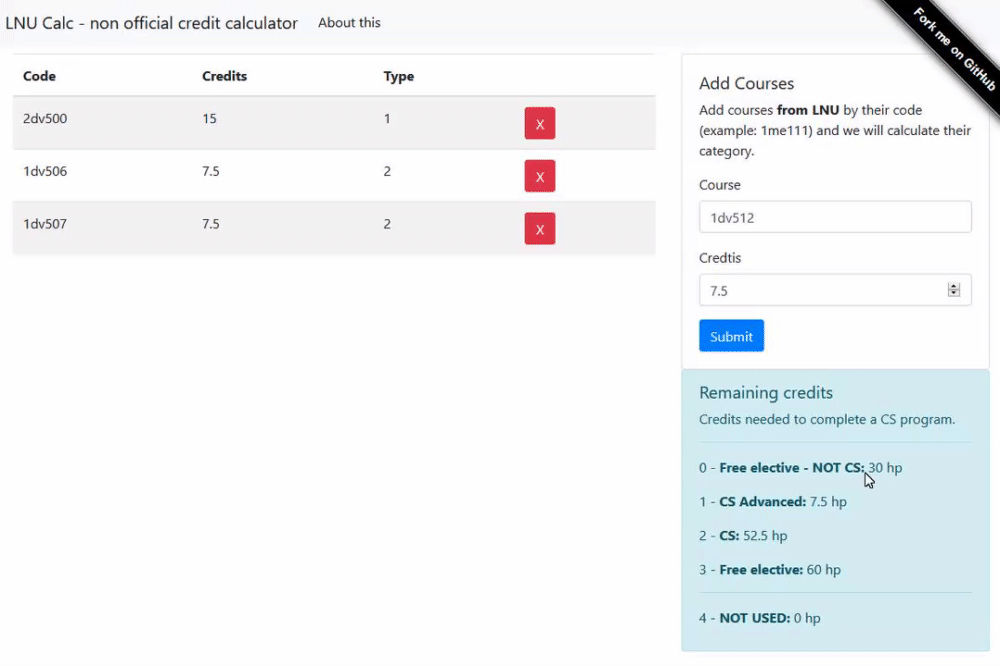 LNU Calc - non official credit calculator About this
Fork me on GitHub
Code Credits Type
2dv500 15 1 X
1dv506 7.5 2 X
1dv507 7.5 2 X
Add Courses
Add courses from LNU by their code
(example: 1me111) and we will calculate their
category.
Course
1dv512
Credtis
7.5
Submit
Remaining credits
Credits needed to complete a CS program.
0 - Free elective - NOT CS: 30 hp
1 - CS Advanced: 7.5 hp
2 - CS: 52.5 hp
3 - Free elective: 60 hp
4 - NOT USED: 0 hp